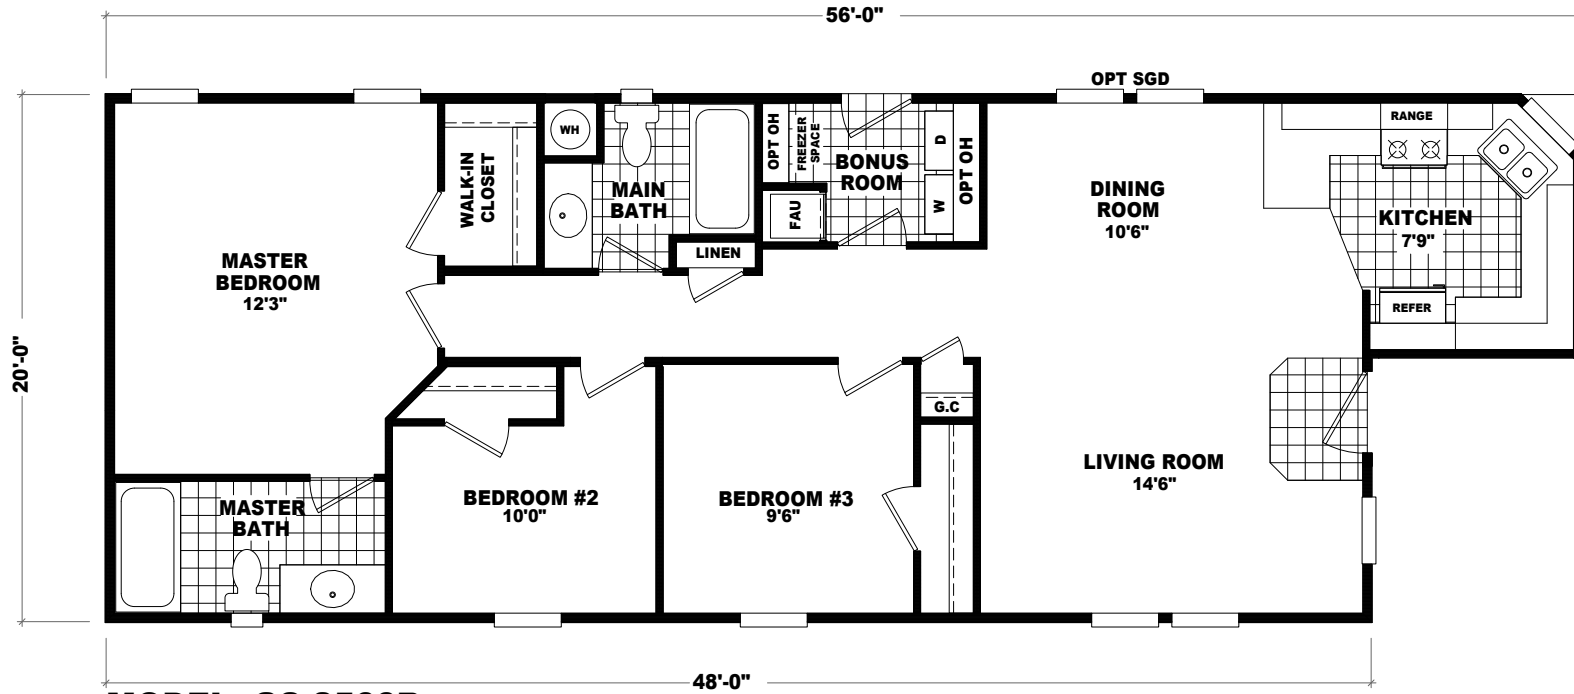 56'-0"
OPT SGD
RANGE
WH
OPT OH
FREEZER
SPACE
D
OPT OH
WALK-IN
CLOSET
MAIN
BATH
BONUS
ROOM
W
DINING
ROOM
10'6"
KITCHEN
7'9"
FAU
LINEN
MASTER
BEDROOM
12'3"
REFER
20'-0"
G.C
LIVING ROOM
14'6"
MASTER
BATH
BEDROOM #2
10'0"
BEDROOM #3
9'6"
48'-0"